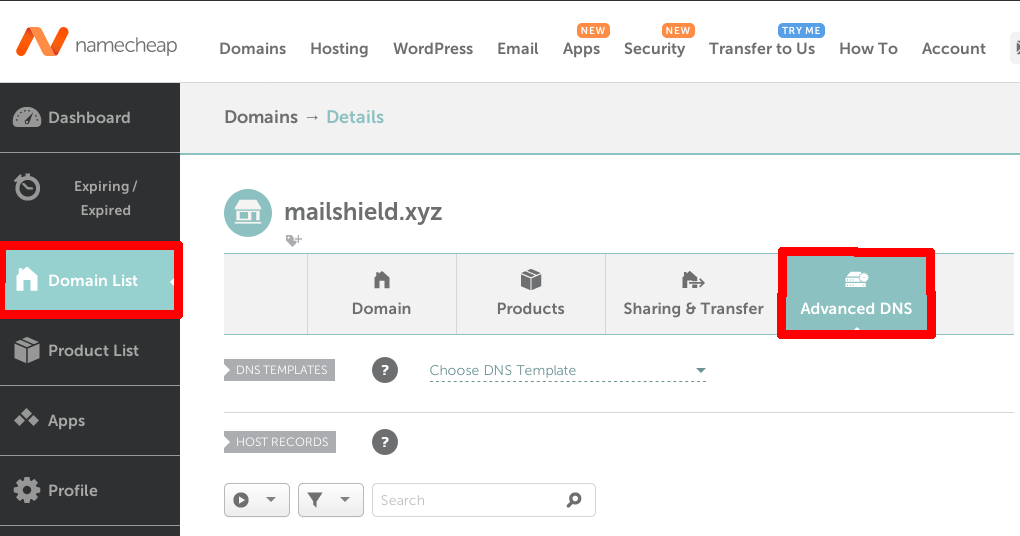 namecheap
Domains Hosting WordPress Email Apps Security Transfer to Us How To Account
NEW NEW TRY ME
Dashboard
Domains → Details
Expiring /
Expired
mailshield.xyz
Domain List
Domain Products Sharing & Transfer Advanced DNS
Product List
DNS TEMPLATES ? Choose DNS Template
Apps
HOST RECORDS ?
Profile
Search